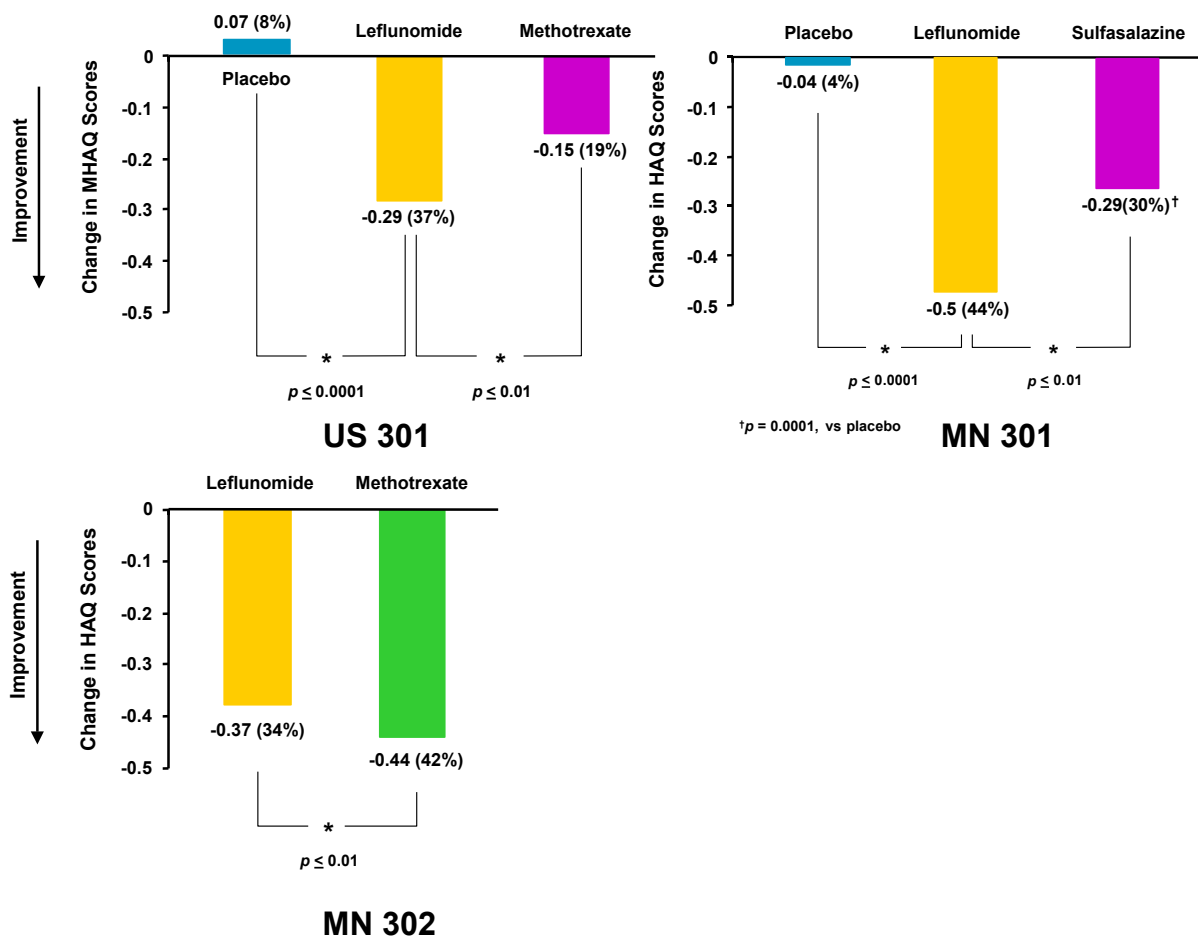 0.07 (8%)
Leflunomide
Methotrexate
Placebo
0
-0.1
-0.2
-0.3
-0.4
-0.5
Improvement
Change in MHAQ Scores
-0.29 (37%)
-0.15 (19%)
*
*
p ≤ 0.0001
p ≤ 0.01
US 301
Placebo
Leflunomide
Sulfasalazine
0
-0.1
-0.2
-0.3
-0.4
-0.5
Change in HAQ Scores
-0.04 (4%)
-0.29(30%)†
-0.5 (44%)
*
*
p ≤ 0.0001
p ≤ 0.01
†p = 0.0001, vs placebo
MN 301
Leflunomide
Methotrexate
0
-0.1
-0.2
-0.3
-0.4
-0.5
Improvement
Change in HAQ Scores
-0.37 (34%)
-0.44 (42%)
*
p ≤ 0.01
MN 302